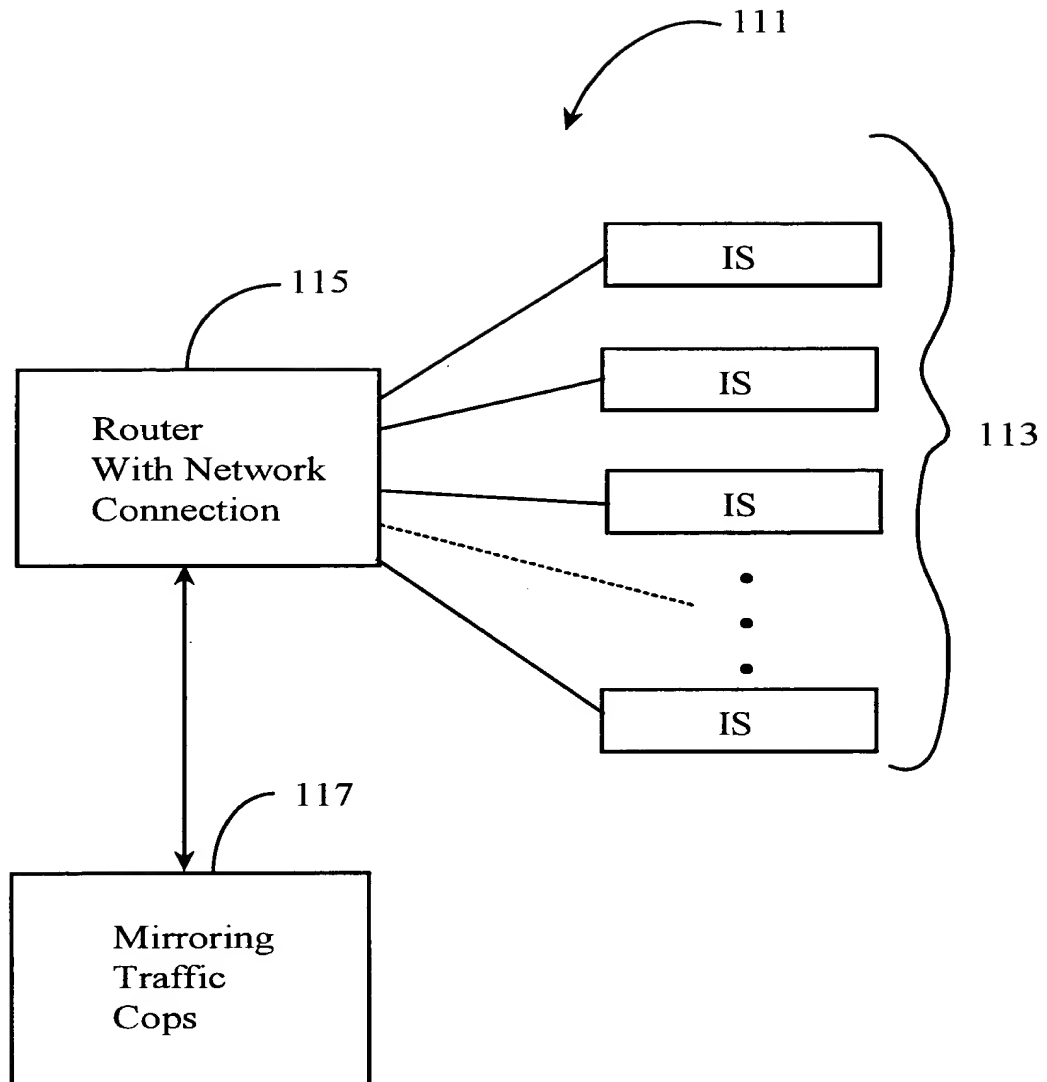 111
IS
115
IS
Router
With Network
Connection
113
IS
IS
117
Mirroring
Traffic
Cops